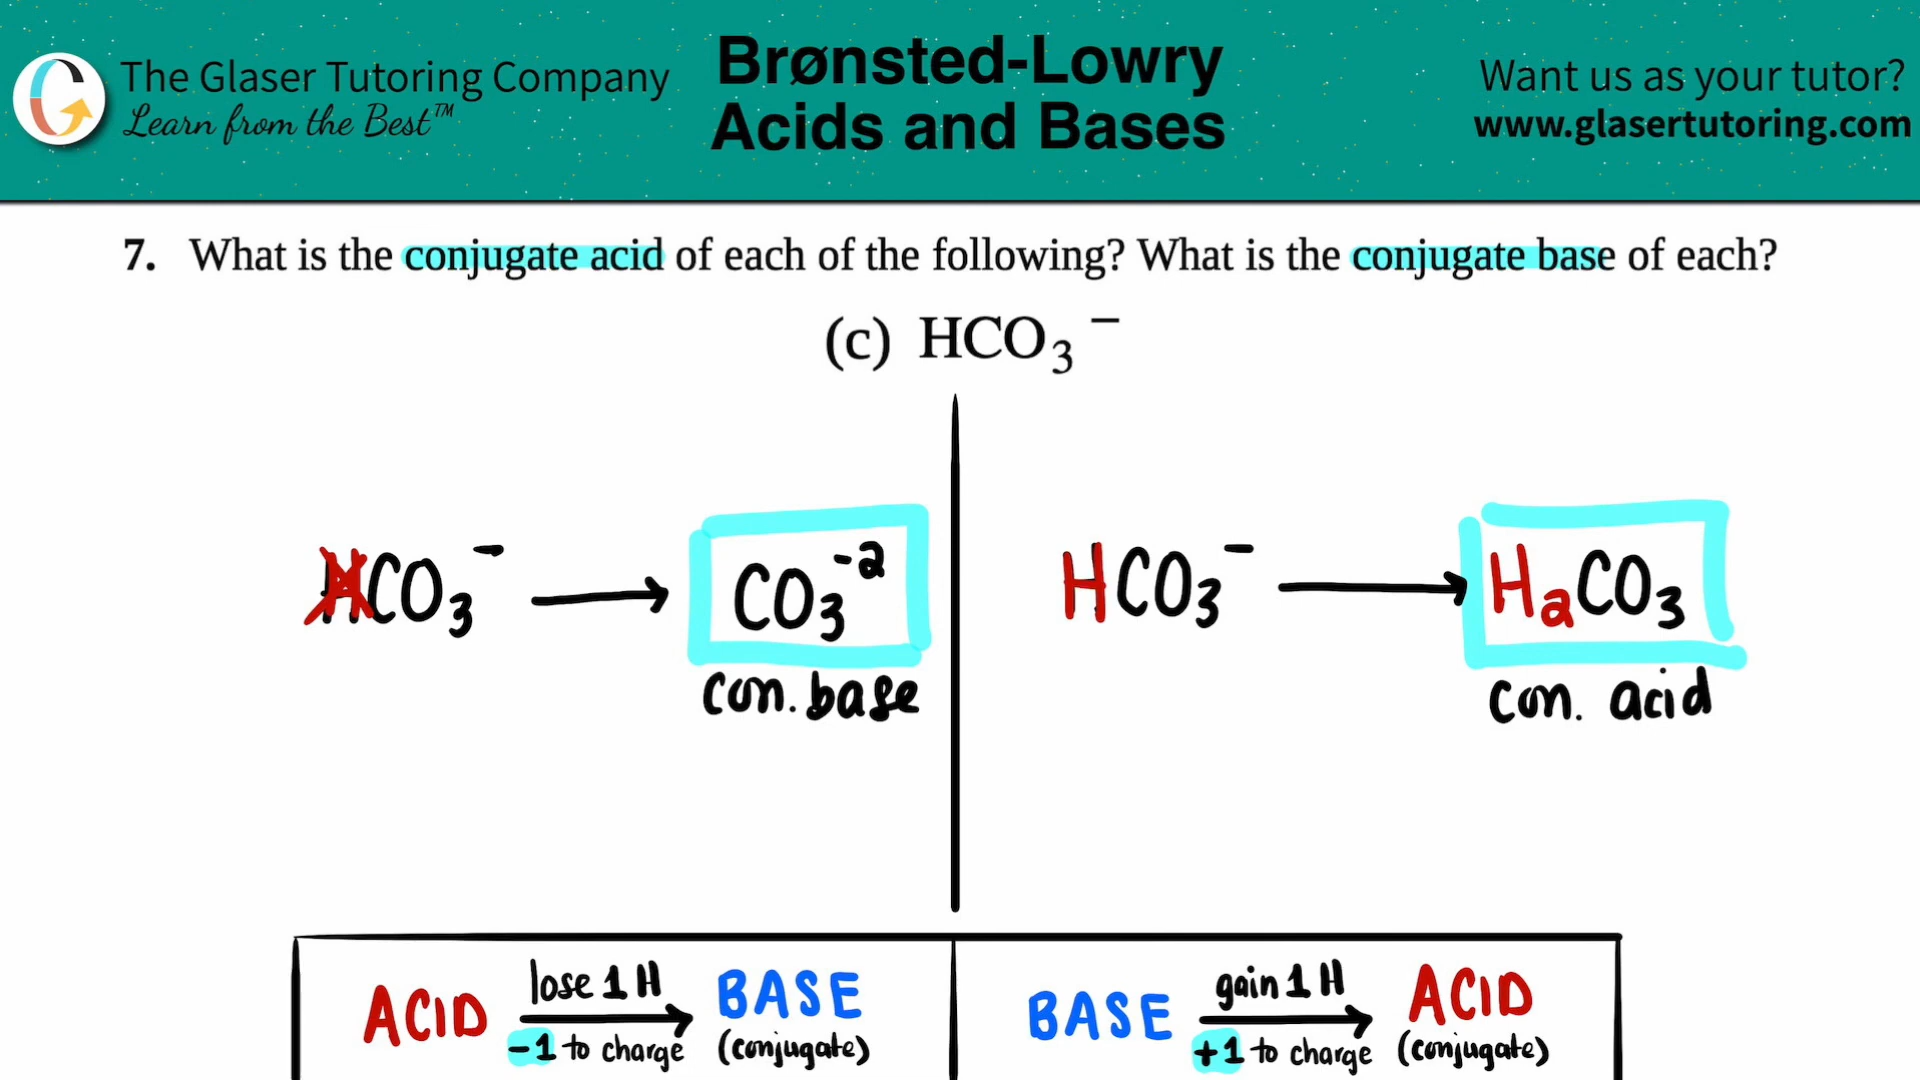 The Glaser Tutoring Company
Learn from the Best™
Brønsted-Lowry
Acids and Bases
Want us as your tutor?
www.glasertutoring.com
7. What is the conjugate acid of each of the following? What is the conjugate base of each?
(c) HCO₃⁻
HCO₃⁻ → CO₃⁻²
con. base
HCO₃⁻ → H₂CO₃
con. acid
ACID lose 1 H → BASE
-1 to charge (conjugate)
BASE gain 1 H → ACID
+1 to charge (conjugate)